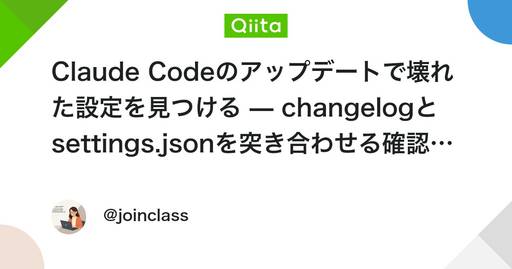 Qiita
Claude Codeのアップデートで壊れ
た設定を見つける — changelogと
settings.jsonを突き合わせる確認…
@joinclass